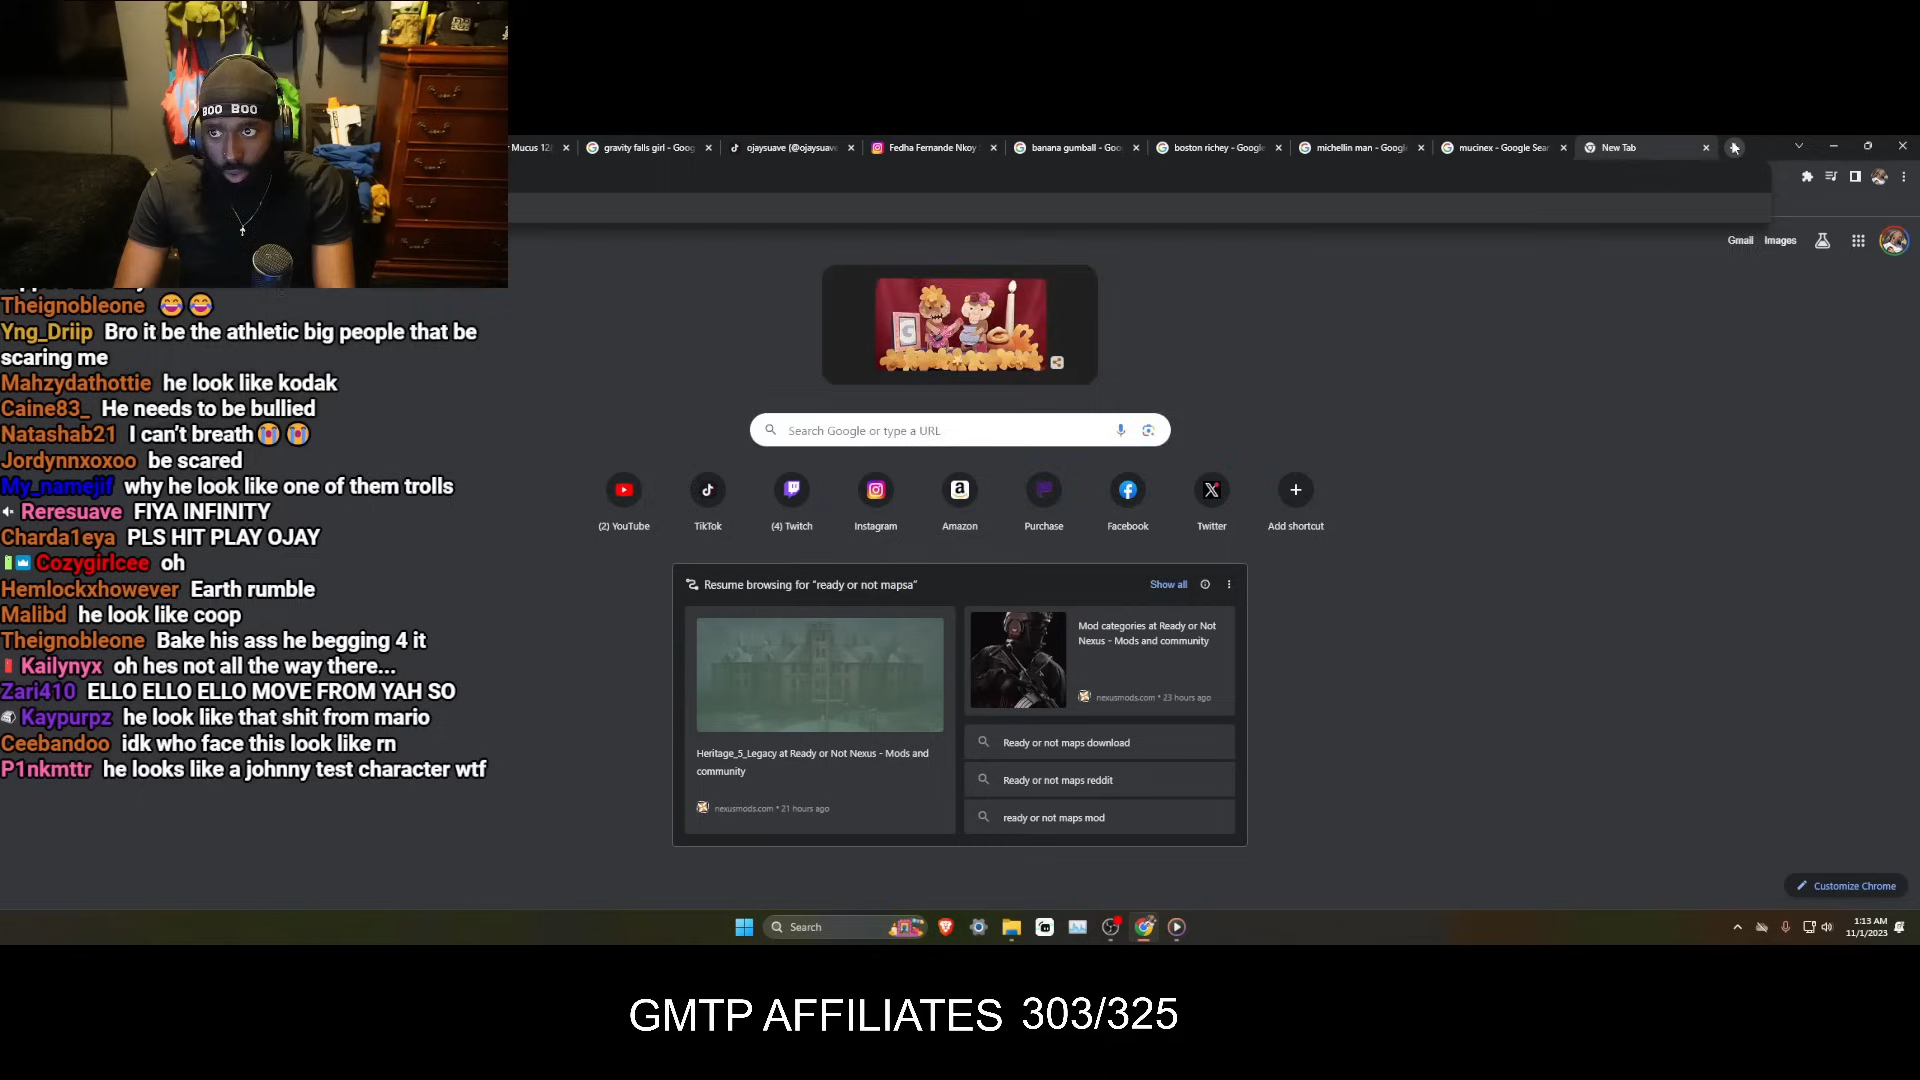 BOO BOO
Mucus 12
gravity falls girl - Goog
ojaysuave (@ojaysuave
Fedha Fernande Nkoy
banana gumball - Goo
boston richey - Google
michellin man - Google
mucinex - Google Sear
New Tab
Gmail
Images
Search Google or type a URL
(2) YouTube
TikTok
(4) Twitch
Instagram
Amazon
Purchase
Facebook
Twitter
Add shortcut
Resume browsing for "ready or not mapsa"
Show all
Heritage_5_Legacy at Ready or Not Nexus - Mods and
community
nexusmods.com • 21 hours ago
Mod categories at Ready or Not
Nexus - Mods and community
nexusmods.com • 23 hours ago
Ready or not maps download
Ready or not maps reddit
ready or not maps mod
Customize Chrome
Theignobleone 😂😂
Yng_Driip Bro it be the athletic big people that be
scaring me
Mahzydathottie he look like kodak
Caine83_ He needs to be bullied
Natashab21 I can't breath😭😭
Jordynnxoxoo be scared
My_namejif why he look like one of them trolls
Reresuave FIYA INFINITY
Charda1eya PLS HIT PLAY OJAY
Cozygirlcee oh
Hemlockxhowever Earth rumble
Malibd he look like coop
Theignobleone Bake his ass he begging 4 it
Kailynyx oh hes not all the way there...
Zari410 ELLO ELLO ELLO MOVE FROM YAH SO
Kaypurpz he look like that shit from mario
Ceebandoo idk who face this look like rn
P1nkmttr he looks like a johnny test character wtf
Search
1:13 AM
11/1/2023
GMTP AFFILIATES 303/325